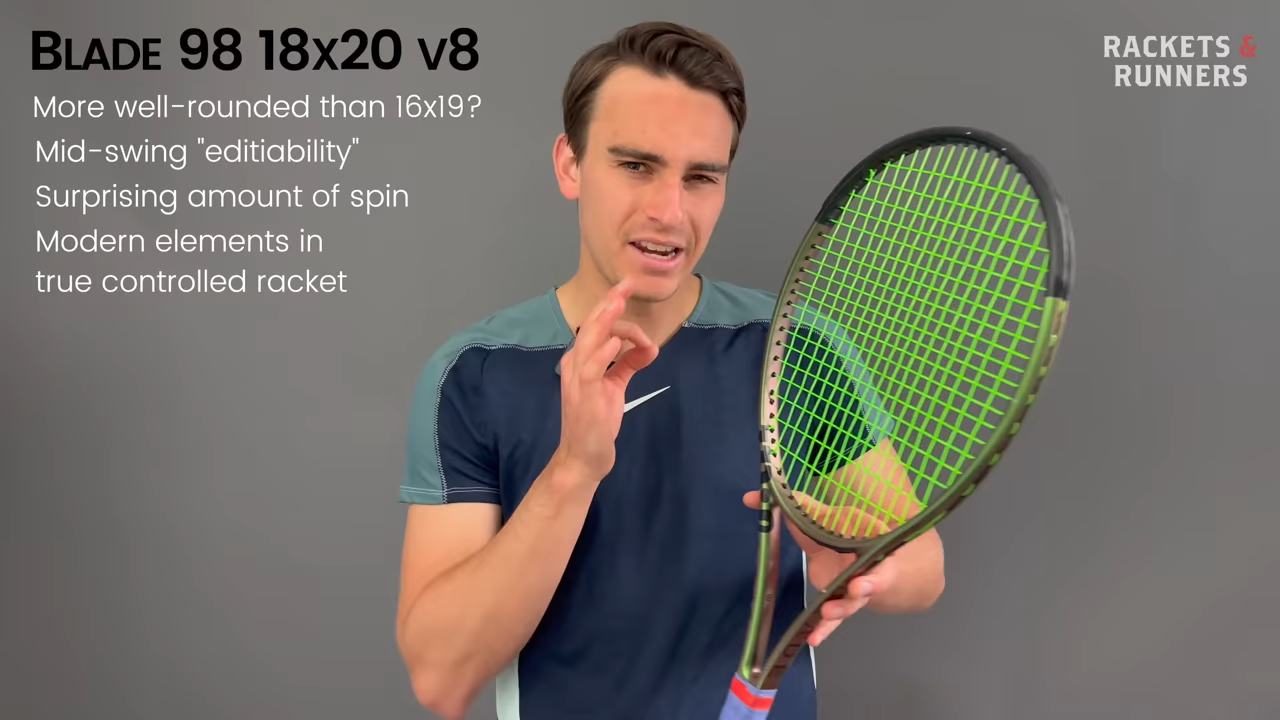 BLADE 98 18X20 V8
More well-rounded than 16x19?
Mid-swing "editiability"
Surprising amount of spin
Modern elements in
true controlled racket
RACKETS &
RUNNERS